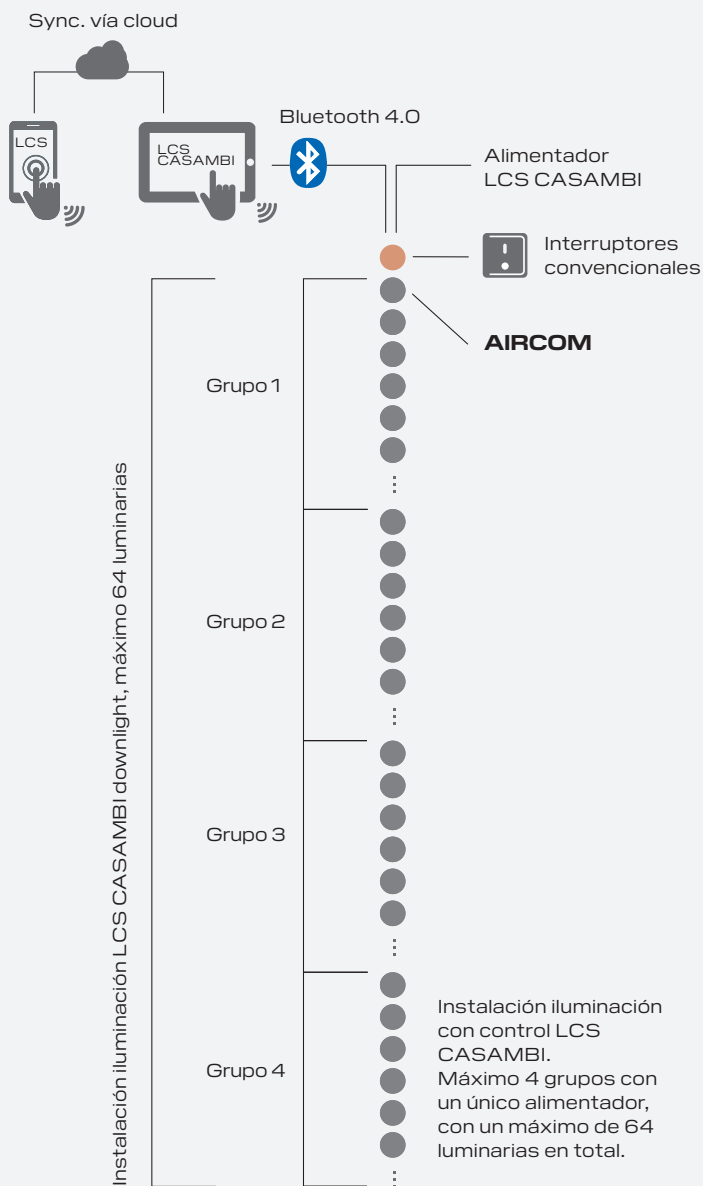 Sync. vía cloud
Bluetooth 4.0
LCS
LCS
CASAMBI
Alimentador
LCS CASAMBI
Interruptores
convencionales
AIRCOM
Grupo 1
Grupo 2
Grupo 3
Grupo 4
Instalación iluminación LCS CASAMBI downlight, máximo 64 luminarias
Instalación iluminación
con control LCS
CASAMBI.
Máximo 4 grupos con
un único alimentador,
con un máximo de 64
luminarias en total.